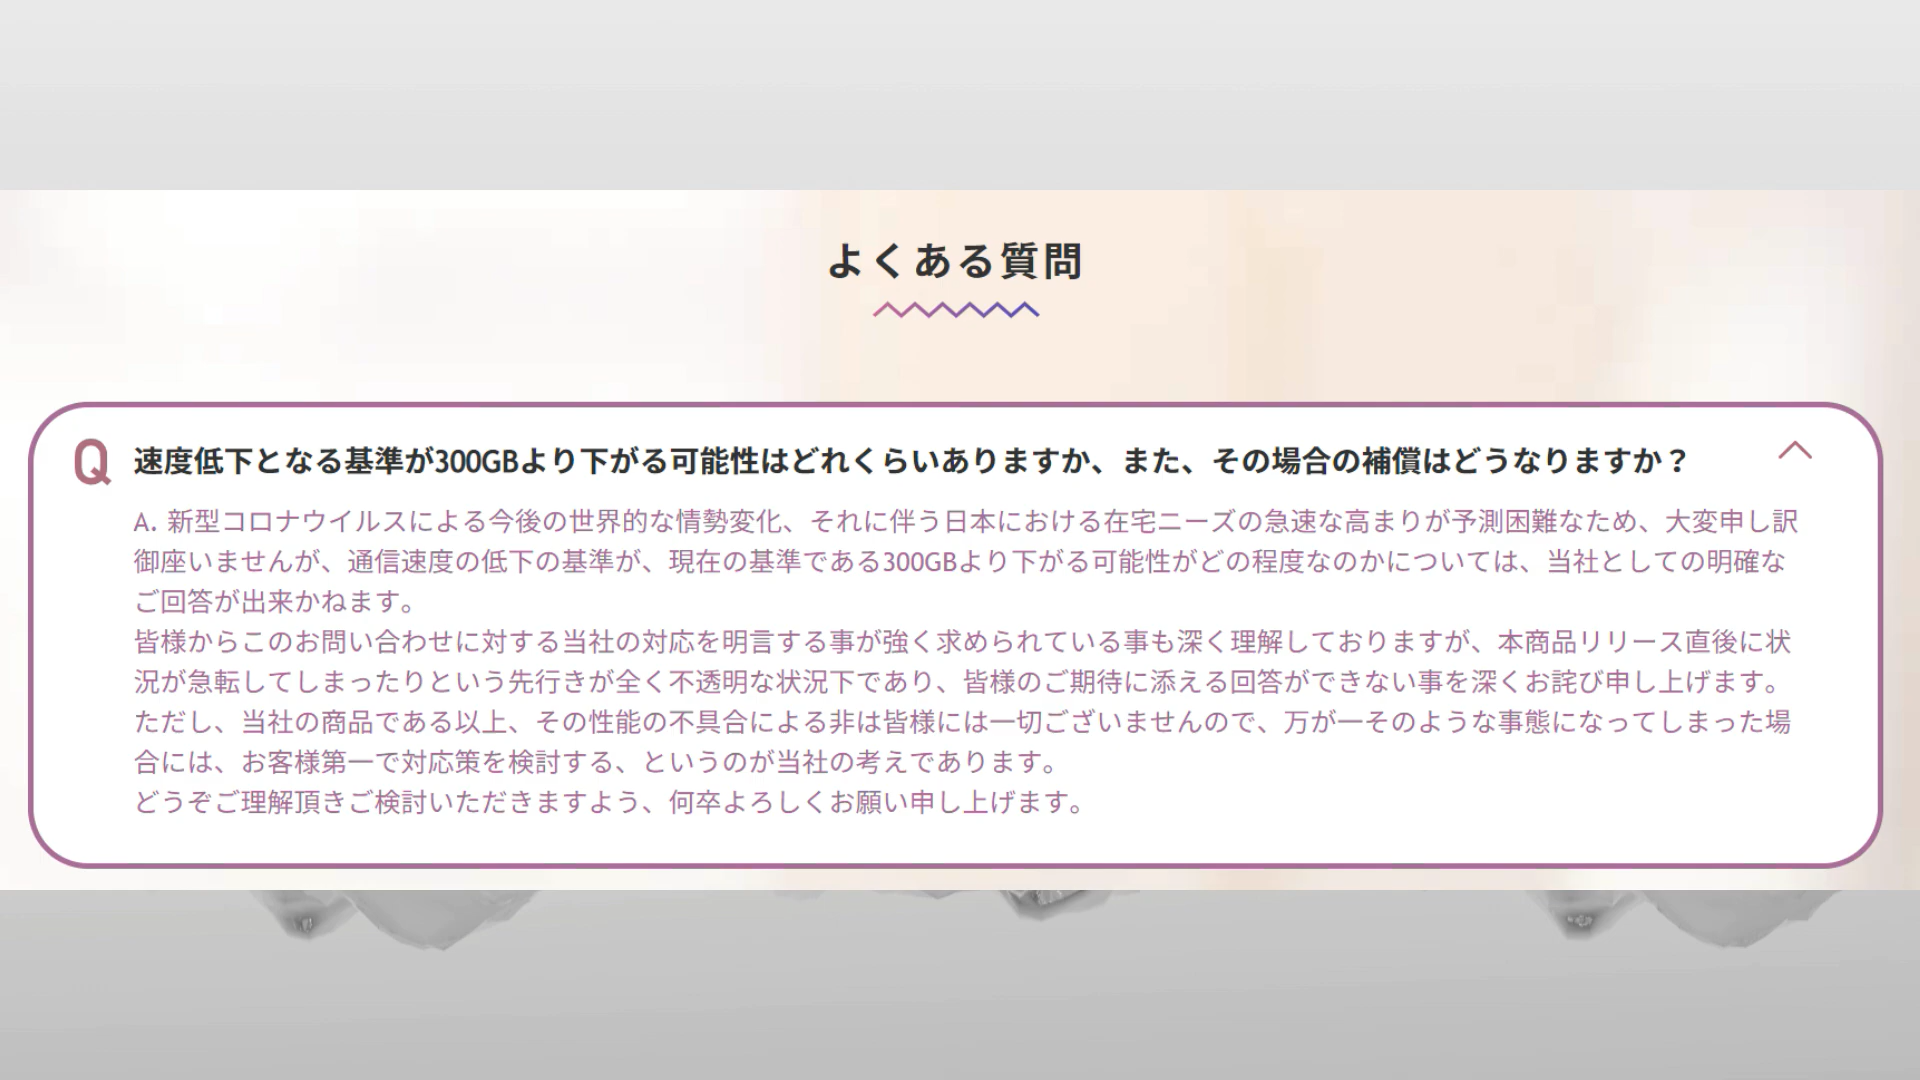 よくある質問
Q 速度低下となる基準が300GBより下がる可能性はどれくらいありますか、また、その場合の補償はどうなりますか？
A. 新型コロナウイルスによる今後の世界的な情勢変化、それに伴う日本における在宅ニーズの急速な高まりが予測困難なため、大変申し訳
御座いませんが、通信速度の低下の基準が、現在の基準である300GBより下がる可能性がどの程度なのかについては、当社としての明確な
ご回答が出来かねます。
皆様からこのお問い合わせに対する当社の対応を明言する事が強く求められている事も深く理解しておりますが、本商品リリース直後に状
況が急転してしまったりという先行きが全く不透明な状況下であり、皆様のご期待に添える回答ができない事を深くお詫び申し上げます。
ただし、当社の商品である以上、その性能の不具合による非は皆様には一切ございませんので、万が一そのような事態になってしまった場
合には、お客様第一で対応策を検討する、というのが当社の考えであります。
どうぞご理解頂きご検討いただきますよう、何卒よろしくお願い申し上げます。